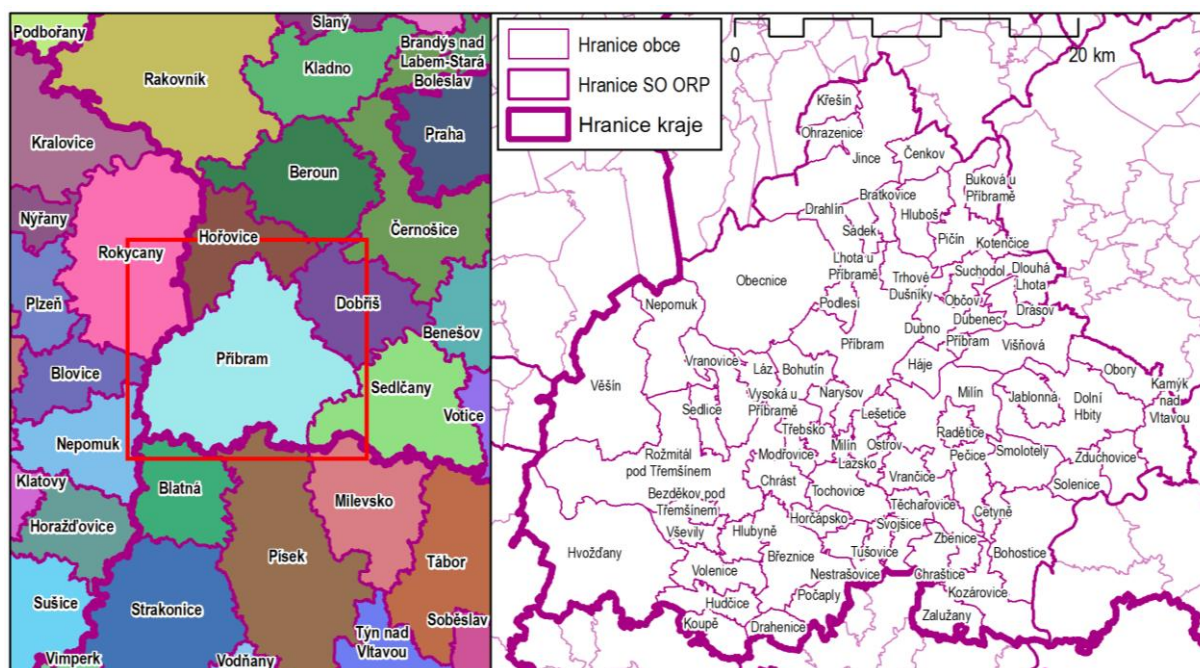 Podbořany
Slaný
Rakovník
Kladno
Brandýs nad
Labem-Stará
Boleslav
Praha
Kralovice
Beroun
Nýřany
Rokycany
Hořovice
Černošice
Plzeň
Dobříš
Benešov
Příbram
Blovice
Sedlčany
Votice
Nepomuk
Klatovy
Blatná
Milevsko
Horažďovice
Písek
Tábor
Sušice
Strakonice
Týn nad
Vltavou
Soběslav
Vimperk
Vodňany
Hranice obce
Hranice SO ORP
Hranice kraje
0
20 km
Křešín
Ohrazenice
Jince
Čenkov
Buková u
Příbramě
Bratkovice
Drahlín
Hluboš
Sádek
Pičín
Kotenčice
Lhota u
Příbramě
Obecnice
Suchodol
Dlouhá
Lhota
Trhové
Dušníky
Nepomuk
Podlesí
Občov
Drásov
Dubenec
Dubno
Příbram
Příbram
Višňová
Háje
Vranovice
Láz
Bohutín
Obory
Kamýk
nad
Vltavou
Věšín
Vysoká u
Příbramě
Narysov
Milín
Jablonná
Dolní
Hbity
Sedlice
Lešetice
Třebsko
Radětice
Milín
Ostrov
Pečice
Smolotely
Zduchovice
Rožmitál
pod Třemšínem
Modřovice
Lazsko
Chrást
Vrančice
Solenice
Bezděkov pod
Třemšínem
Tochovice
Těchařovice
Cetyně
Horčápsko
Svojšice
Vševily
Hlubyně
Zbenice
Hvožďany
Březnice
Tušovice
Bohostice
Volenice
Nestrašovice
Chraštice
Počaply
Kozárovice
Hudčice
Koupě
Drahenice
Zalužany